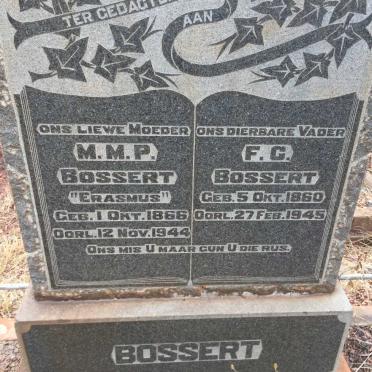 TER GEDAGTENIS
AAN
ONS LIEWE MOEDER
M.M.P.
BOSSERT
"ERASMUS"
GEB. 1 OKT. 1866
OORL. 12 NOV. 1944
ONS DIERBARE VADER
F.G.
BOSSERT
GEB. 5 OKT. 1860
OORL. 27 FEB. 1945
ONS MIS U MAAR GUN U DIE RUS.
BOSSERT